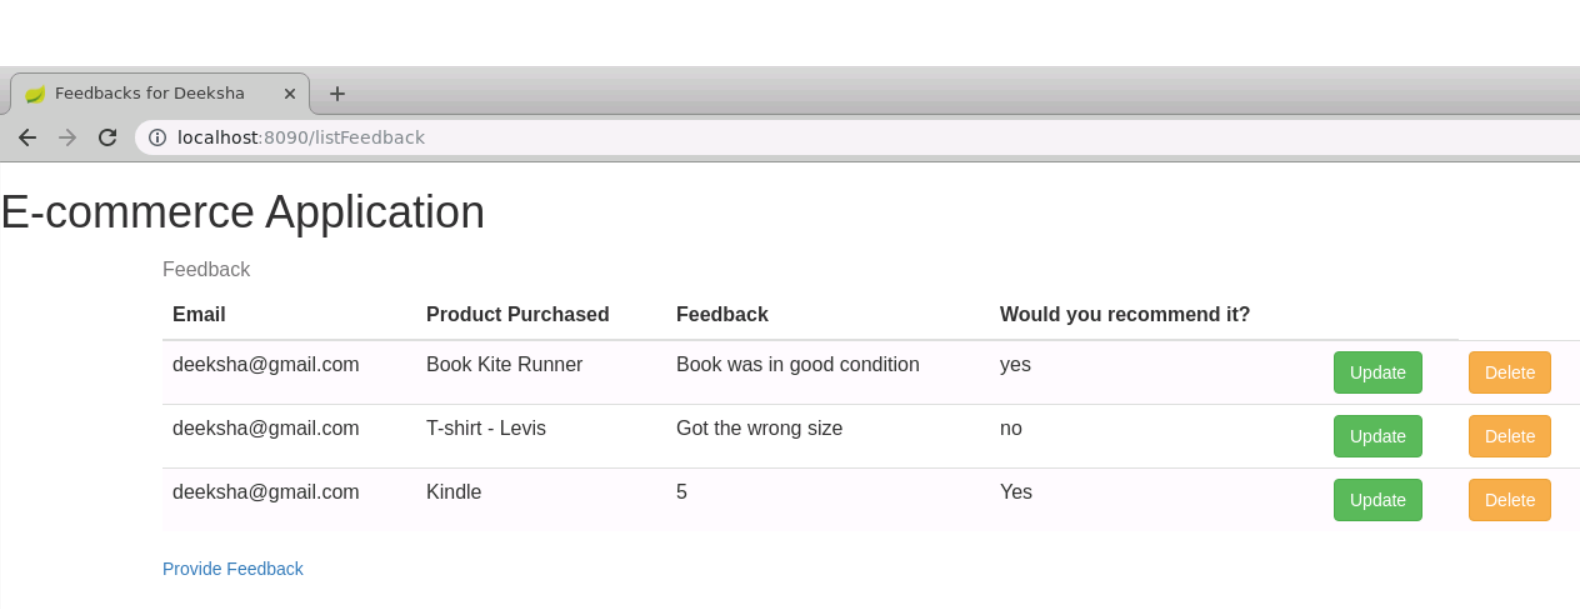 Feedbacks for Deeksha
localhost:8090/listFeedback
E-commerce Application
Feedback
Email Product Purchased Feedback Would you recommend it?
deeksha@gmail.com Book Kite Runner Book was in good condition yes Update Delete
deeksha@gmail.com T-shirt - Levis Got the wrong size no Update Delete
deeksha@gmail.com Kindle 5 Yes Update Delete
Provide Feedback